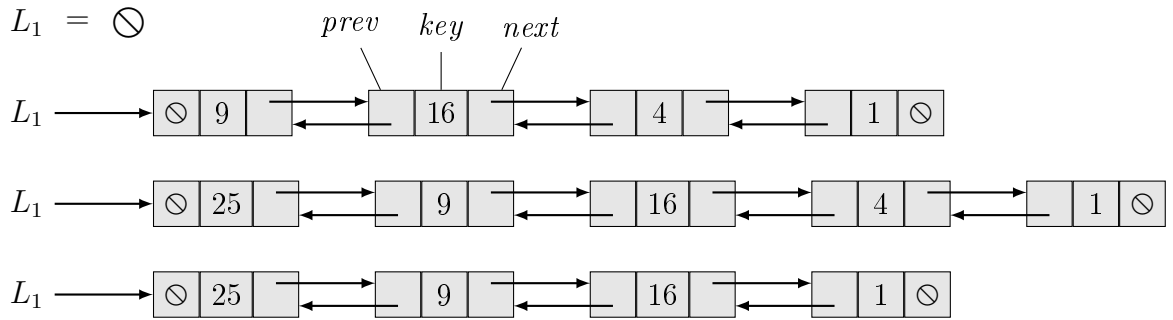 L₁ = ⃠
prev key next
L₁ 9 16 4 1
L₁ 25 9 16 4 1
L₁ 25 9 16 1